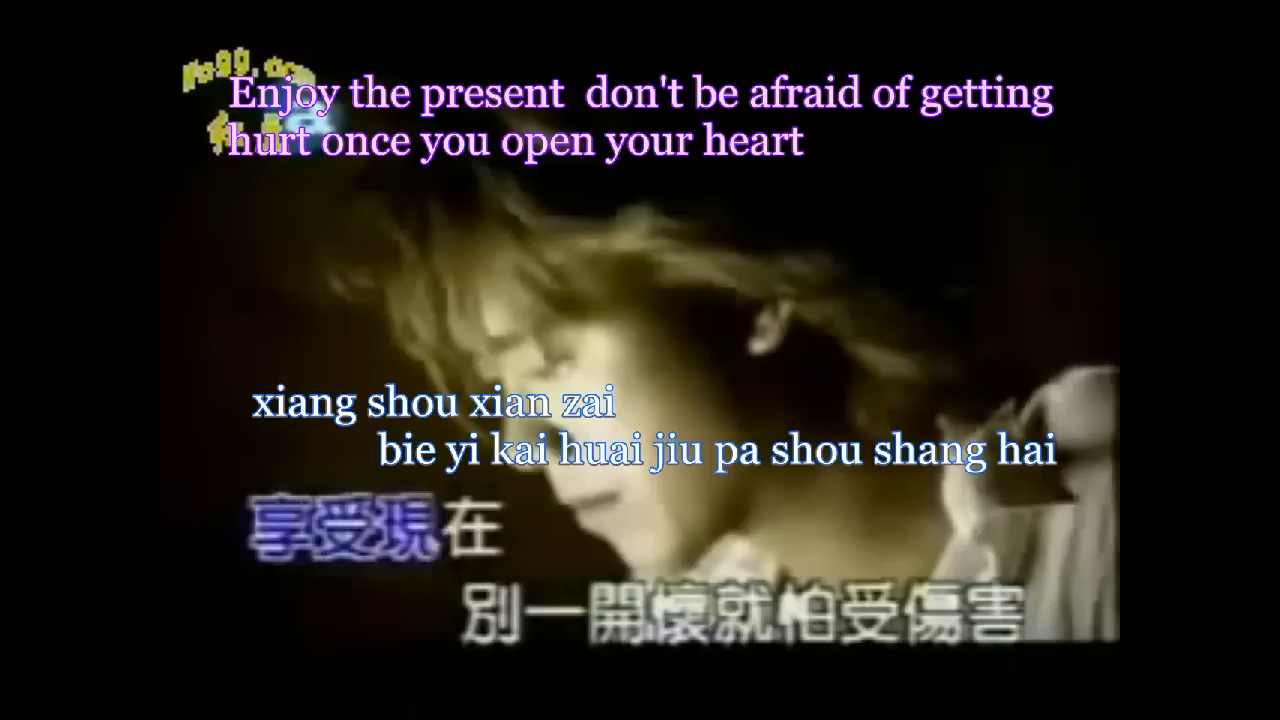 Enjoy the present  don't be afraid of getting
hurt once you open your heart
xiang shou xian zai
bie yi kai huai jiu pa shou shang hai
享受現在
別一開懷就怕受傷害